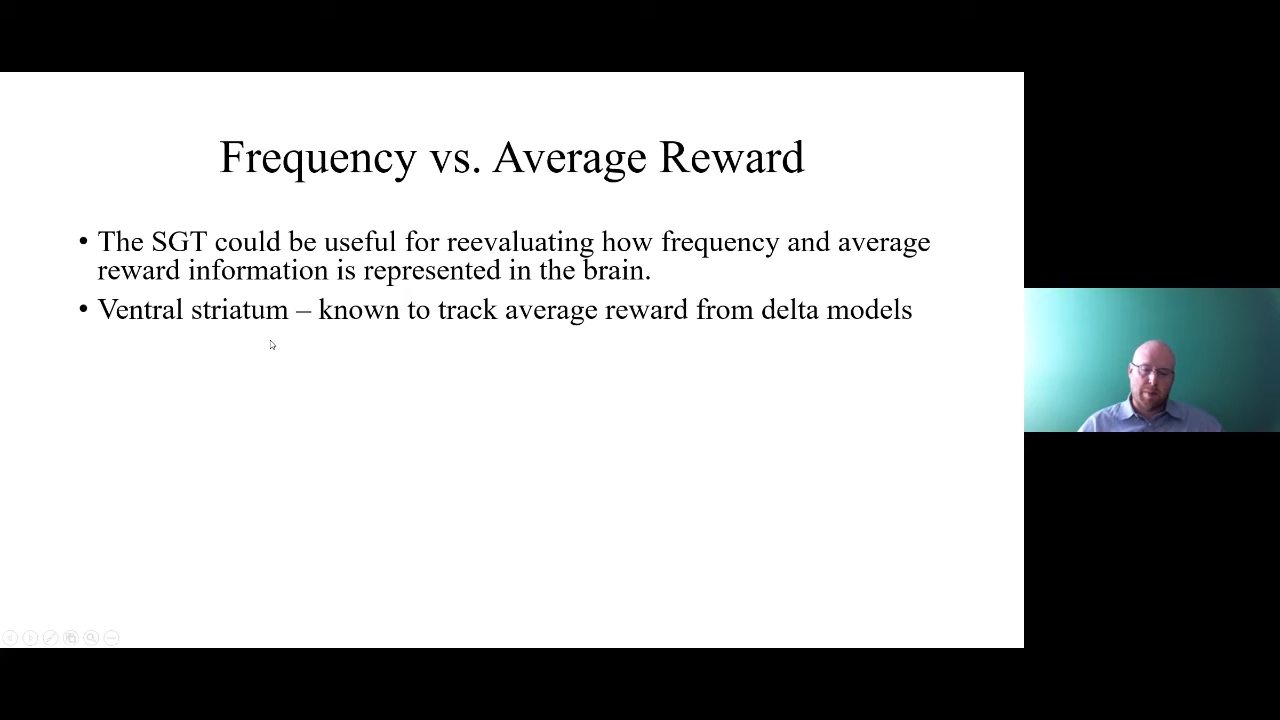 Frequency vs. Average Reward
• The SGT could be useful for reevaluating how frequency and average
reward information is represented in the brain.
• Ventral striatum – known to track average reward from delta models